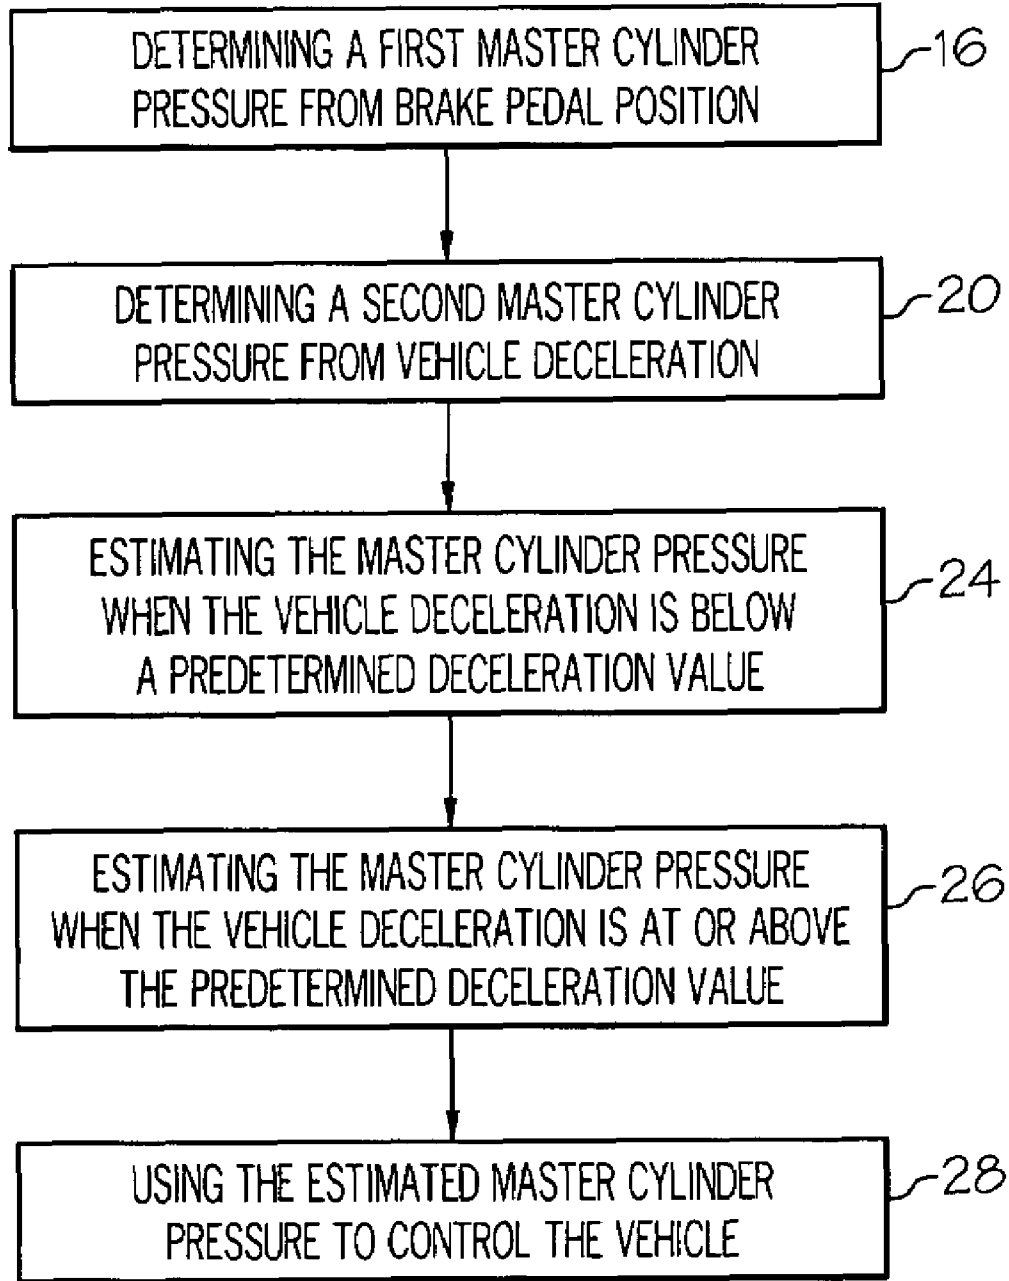 DETERMINING A FIRST MASTER CYLINDER
PRESSURE FROM BRAKE PEDAL POSITION
16
DETERMINING A SECOND MASTER CYLINDER
PRESSURE FROM VEHICLE DECELERATION
20
ESTIMATING THE MASTER CYLINDER PRESSURE
WHEN THE VEHICLE DECELERATION IS BELOW
A PREDETERMINED DECELERATION VALUE
24
ESTIMATING THE MASTER CYLINDER PRESSURE
WHEN THE VEHICLE DECELERATION IS AT OR ABOVE
THE PREDETERMINED DECELERATION VALUE
26
USING THE ESTIMATED MASTER CYLINDER
PRESSURE TO CONTROL THE VEHICLE
28